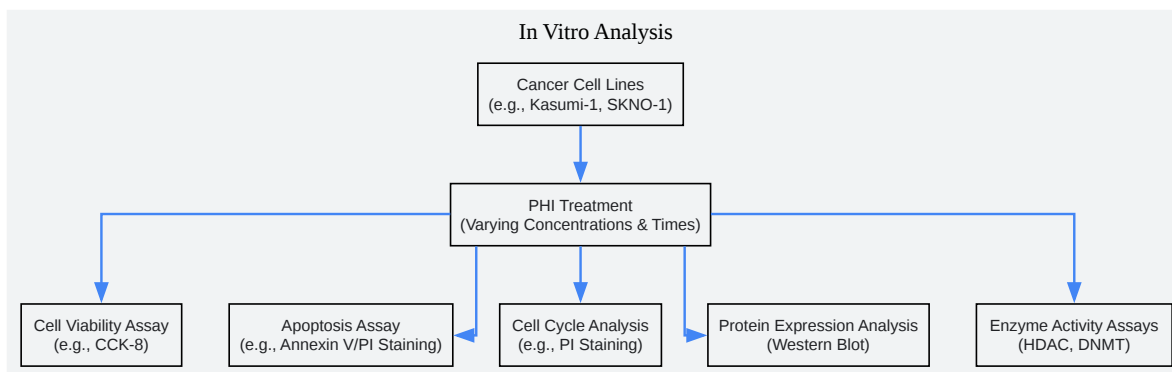 In Vitro Analysis
Cancer Cell Lines
(e.g., Kasumi-1, SKNO-1)
PHI Treatment
(Varying Concentrations & Times)
Cell Viability Assay
(e.g., CCK-8)
Apoptosis Assay
(e.g., Annexin V/PI Staining)
Cell Cycle Analysis
(e.g., PI Staining)
Protein Expression Analysis
(Western Blot)
Enzyme Activity Assays
(HDAC, DNMT)